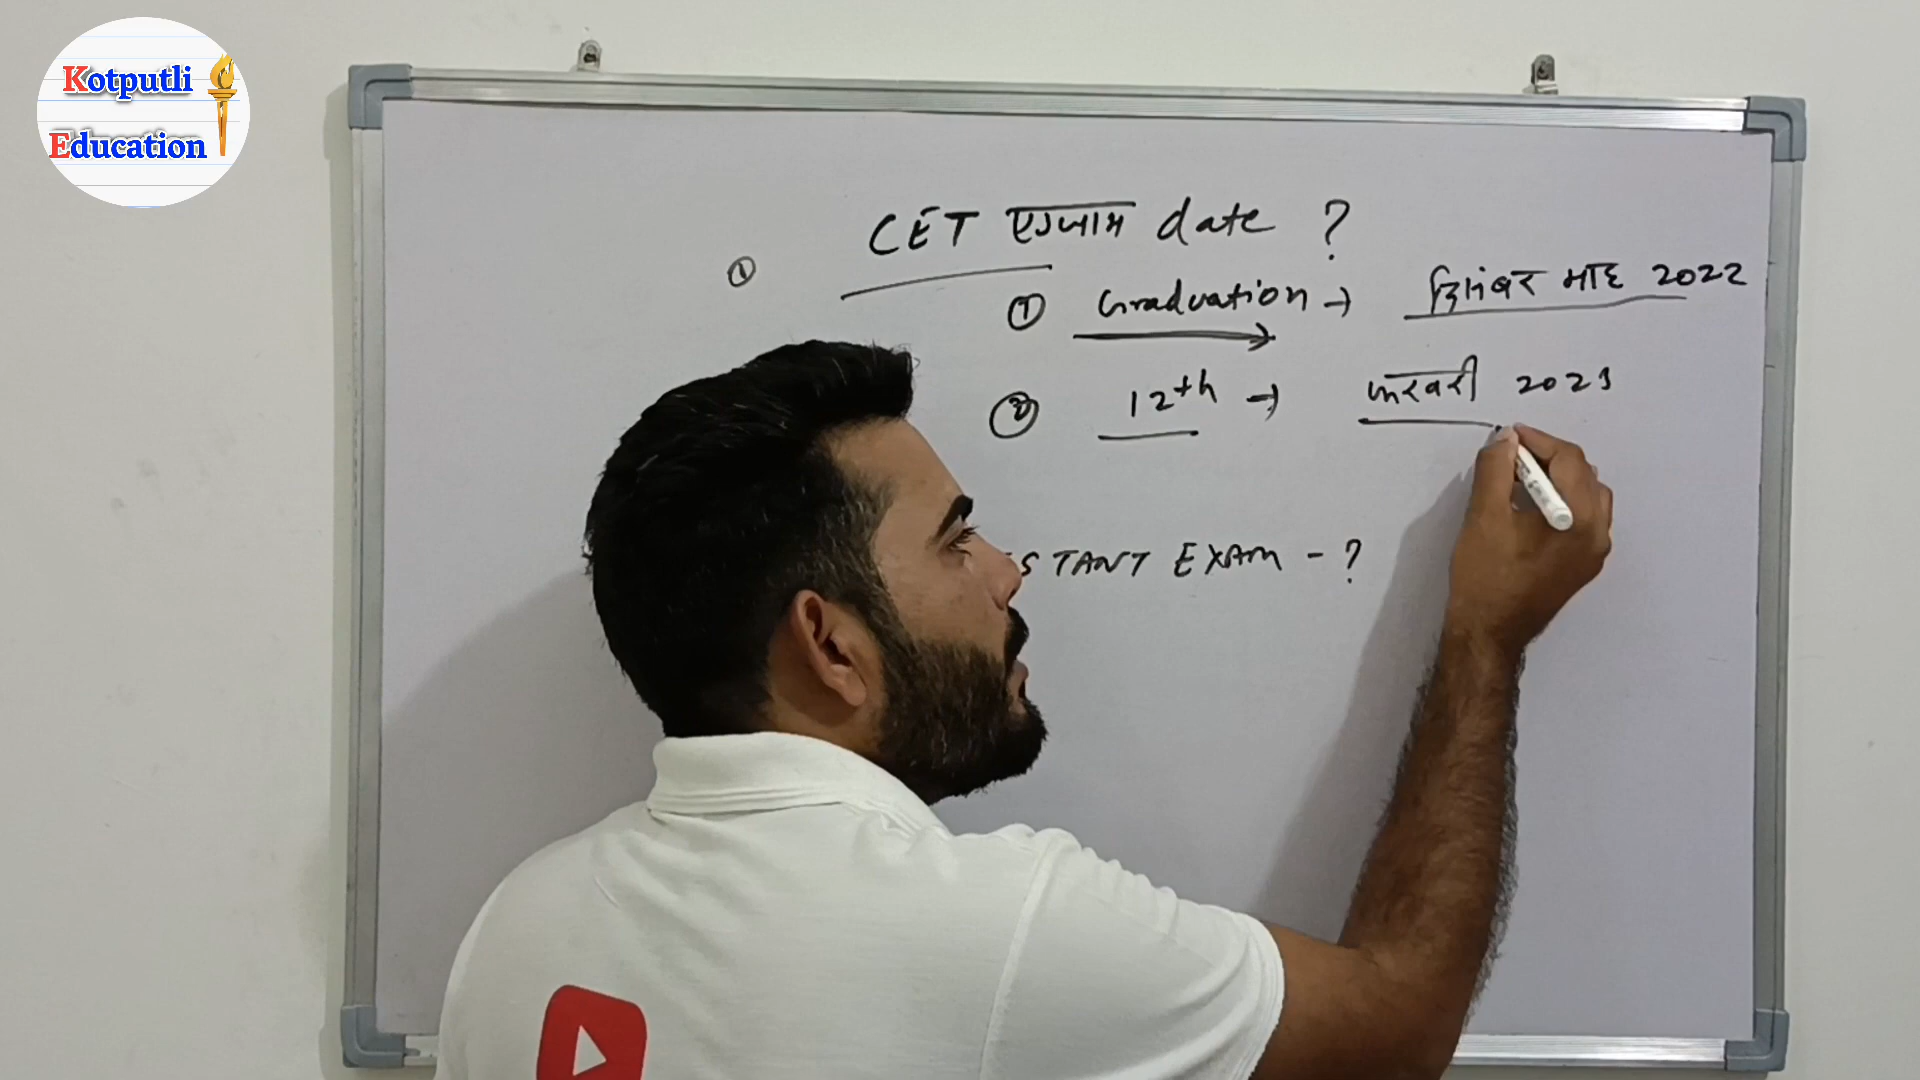 Kotputli
Education
CET एग्जाम date ?
①
① Graduation → दिसंबर माह 2022
② 12th → फरवरी 2023
STANT EXAM - ?